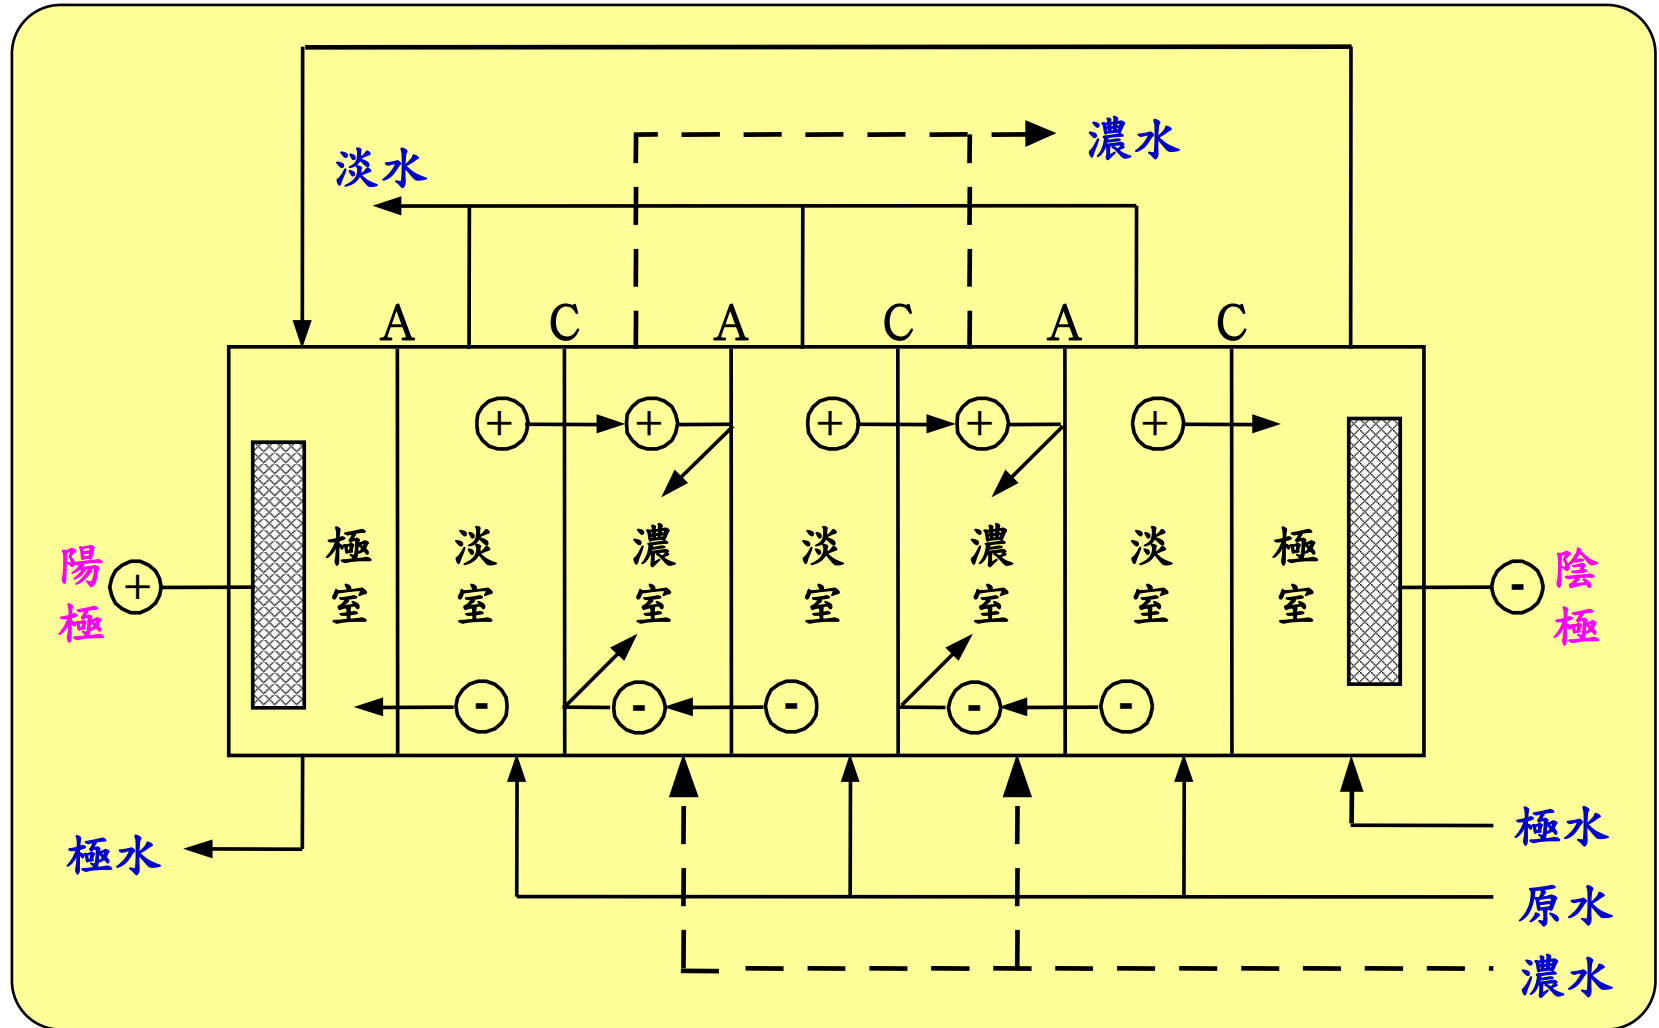 濃水
淡水
A C A C A C
+ + + + +
極室 淡室 濃室 淡室 濃室 淡室 極室
陽極 +
- 陰極
- - - - -
極水
極水
原水
濃水